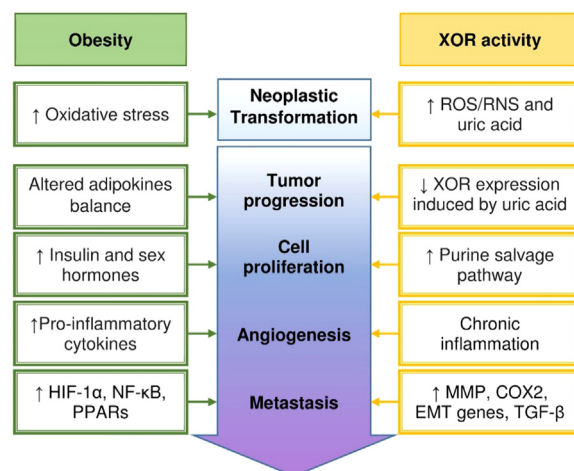 Obesity
XOR activity
↑ Oxidative stress
Neoplastic
Transformation
↑ ROS/RNS and
uric acid
Altered adipokines
balance
Tumor
progression
↓ XOR expression
induced by uric acid
↑ Insulin and sex
hormones
Cell
proliferation
↑ Purine salvage
pathway
↑Pro-inflammatory
cytokines
Angiogenesis
Chronic
inflammation
↑ HIF-1α, NF-κB,
PPARs
Metastasis
↑ MMP, COX2,
EMT genes, TGF-β